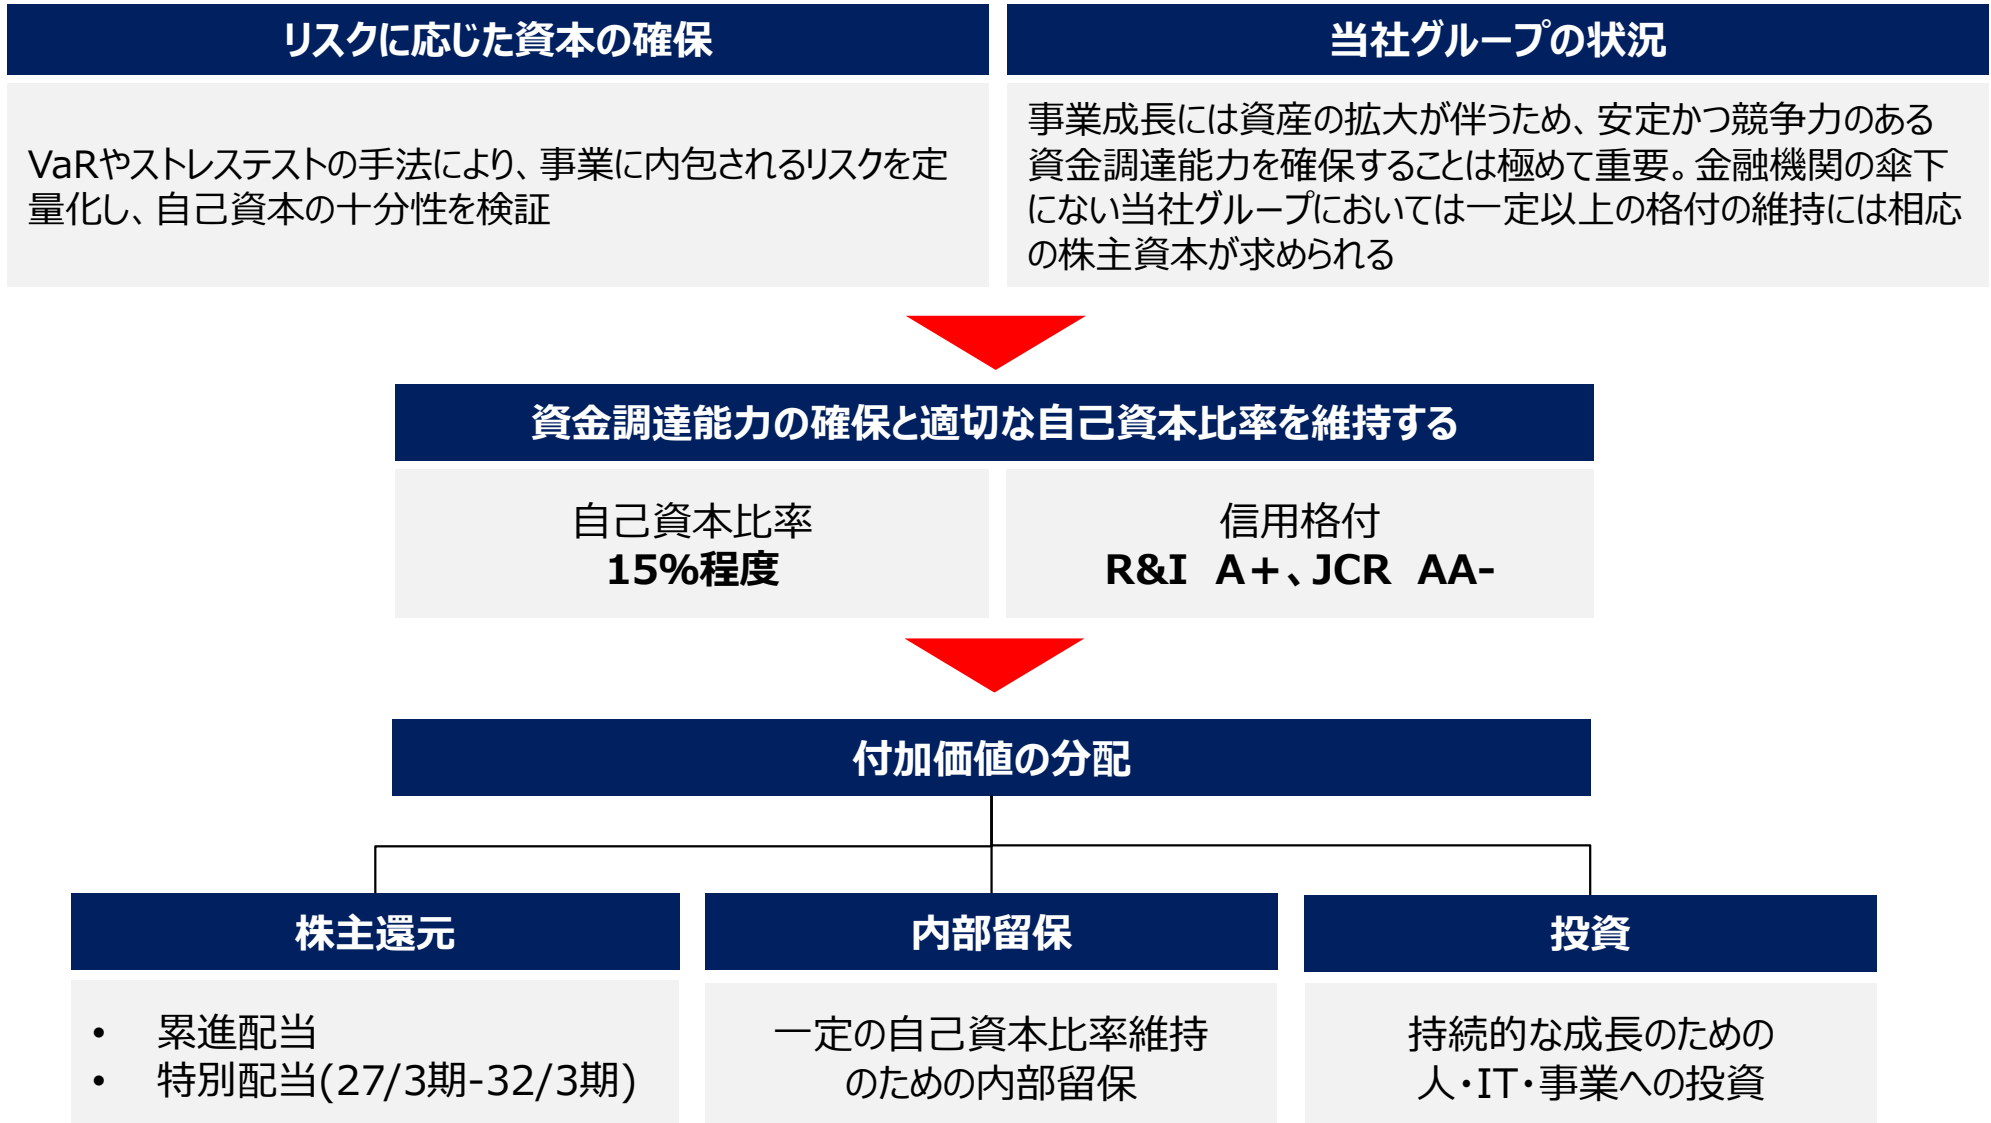 リスクに応じた資本の確保
VaRやストレステストの手法により、事業に内包されるリスクを定
量化し、自己資本の十分性を検証
当社グループの状況
事業成長には資産の拡大が伴うため、安定かつ競争力のある
資金調達能力を確保することは極めて重要。金融機関の傘下
にない当社グループにおいては一定以上の格付の維持には相応
の株主資本が求められる
資金調達能力の確保と適切な自己資本比率を維持する
自己資本比率
15%程度
信用格付
R&I A＋、JCR AA-
付加価値の分配
株主還元
• 累進配当
• 特別配当(27/3期-32/3期)
内部留保
一定の自己資本比率維持
のための内部留保
投資
持続的な成長のための
人・IT・事業への投資